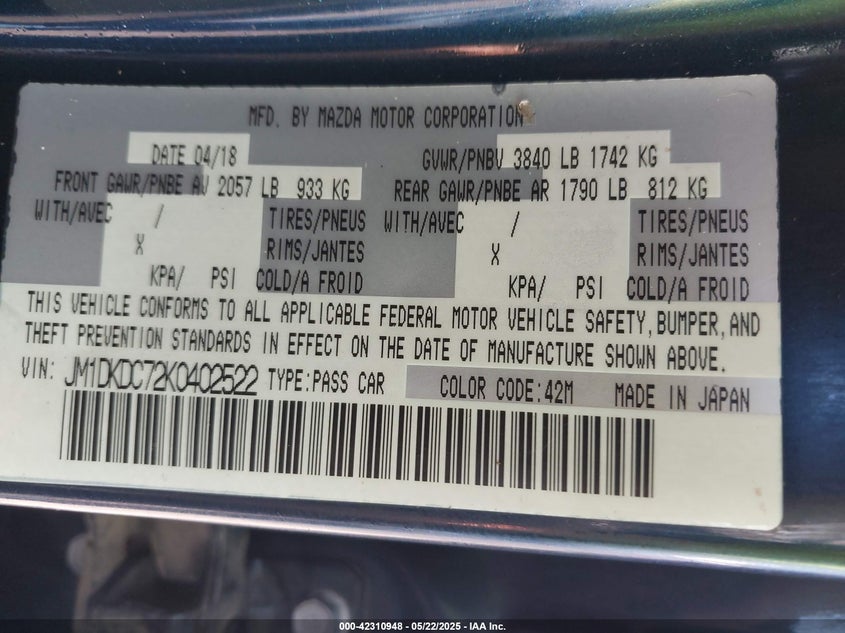 MFD. BY MAZDA MOTOR CORPORATION
DATE 04/18 GVWR/PNBV 3840 LB 1742 KG
FRONT GAWR/PNBE AV 2057 LB 933 KG REAR GAWR/PNBE AR 1790 LB 812 KG
WITH/AVEC / TIRES/PNEUS WITH/AVEC / TIRES/PNEUS
X RIMS/JANTES X RIMS/JANTES
KPA/ PSI COLD/A FROID KPA/ PSI COLD/A FROID
THIS VEHICLE CONFORMS TO ALL APPLICABLE FEDERAL MOTOR VEHICLE SAFETY, BUMPER, AND
THEFT PREVENTION STANDARDS IN EFFECT ON THE DATE OF MANUFACTURE SHOWN ABOVE.
VIN: JM1DKDC72K0402522 TYPE:PASS CAR COLOR CODE:42M MADE IN JAPAN
000-42310948 - 05/22/2025 - IAA Inc.